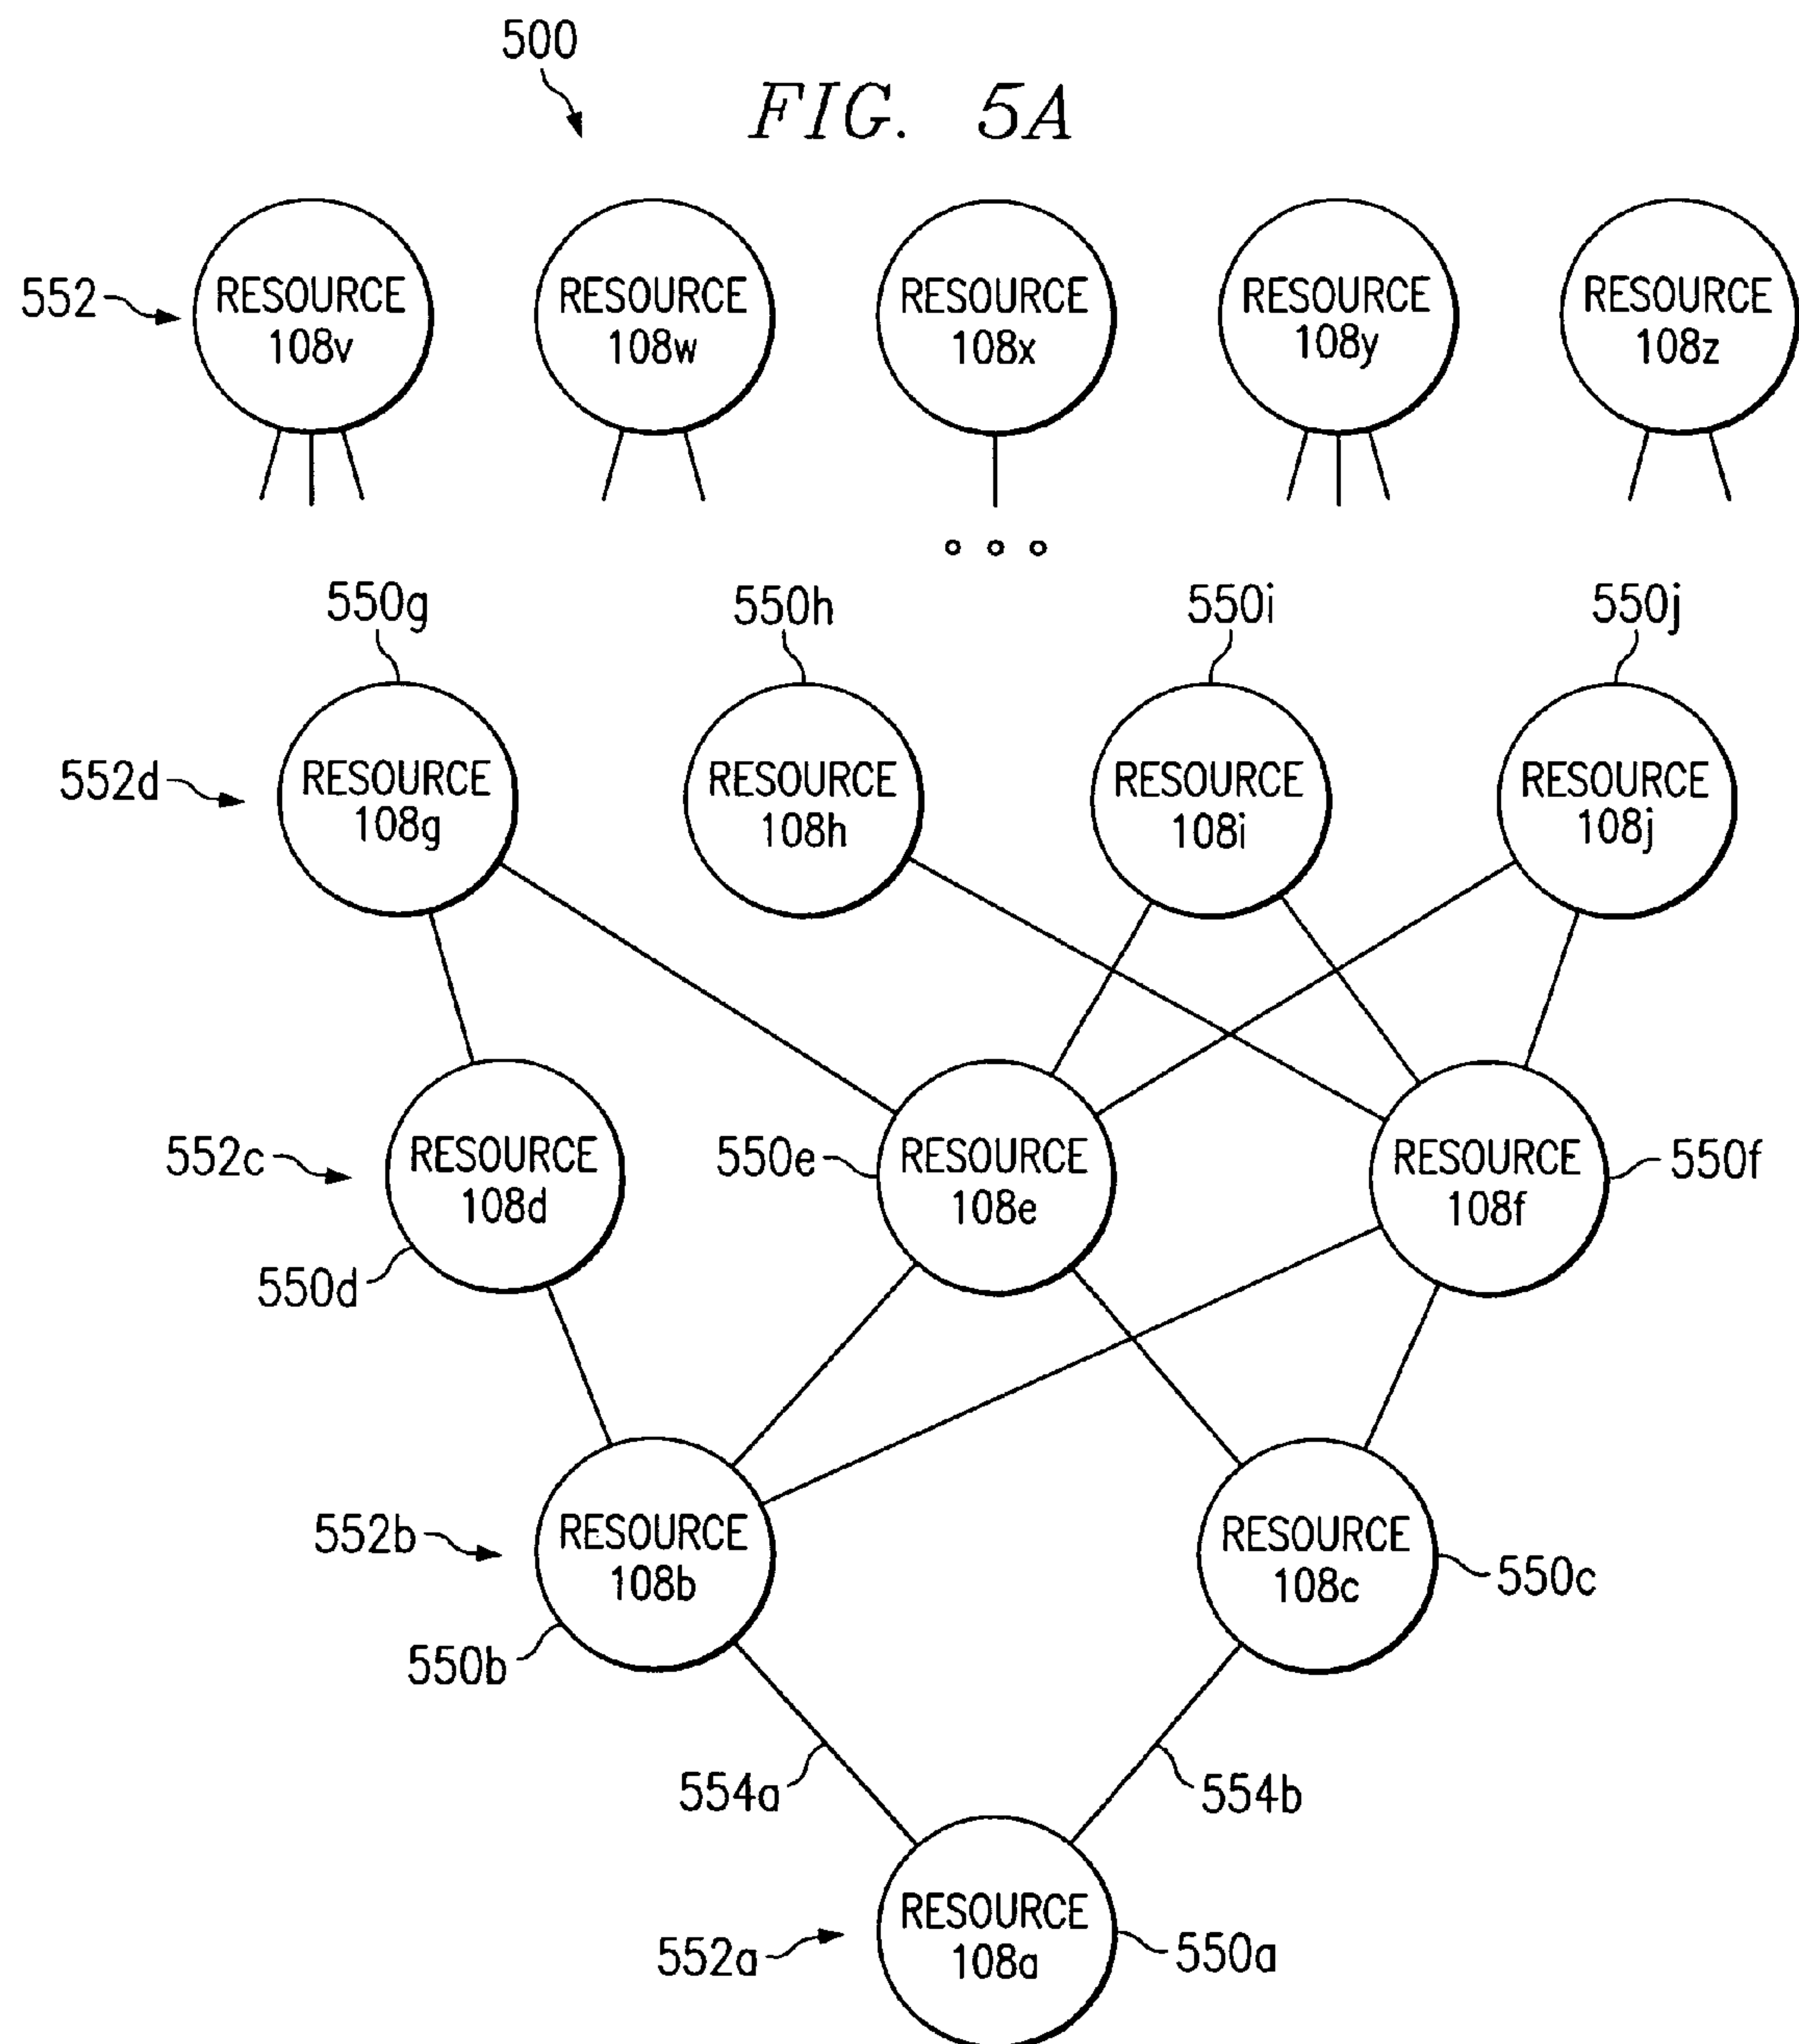 500
FIG. 5A
552
RESOURCE
108v
RESOURCE
108w
RESOURCE
108x
RESOURCE
108y
RESOURCE
108z
550g
550h
550i
550j
552d
RESOURCE
108g
RESOURCE
108h
RESOURCE
108i
RESOURCE
108j
552c
RESOURCE
108d
550d
550e
RESOURCE
108e
RESOURCE
108f
550f
552b
RESOURCE
108b
550b
RESOURCE
108c
550c
554a
554b
552a
RESOURCE
108a
550a